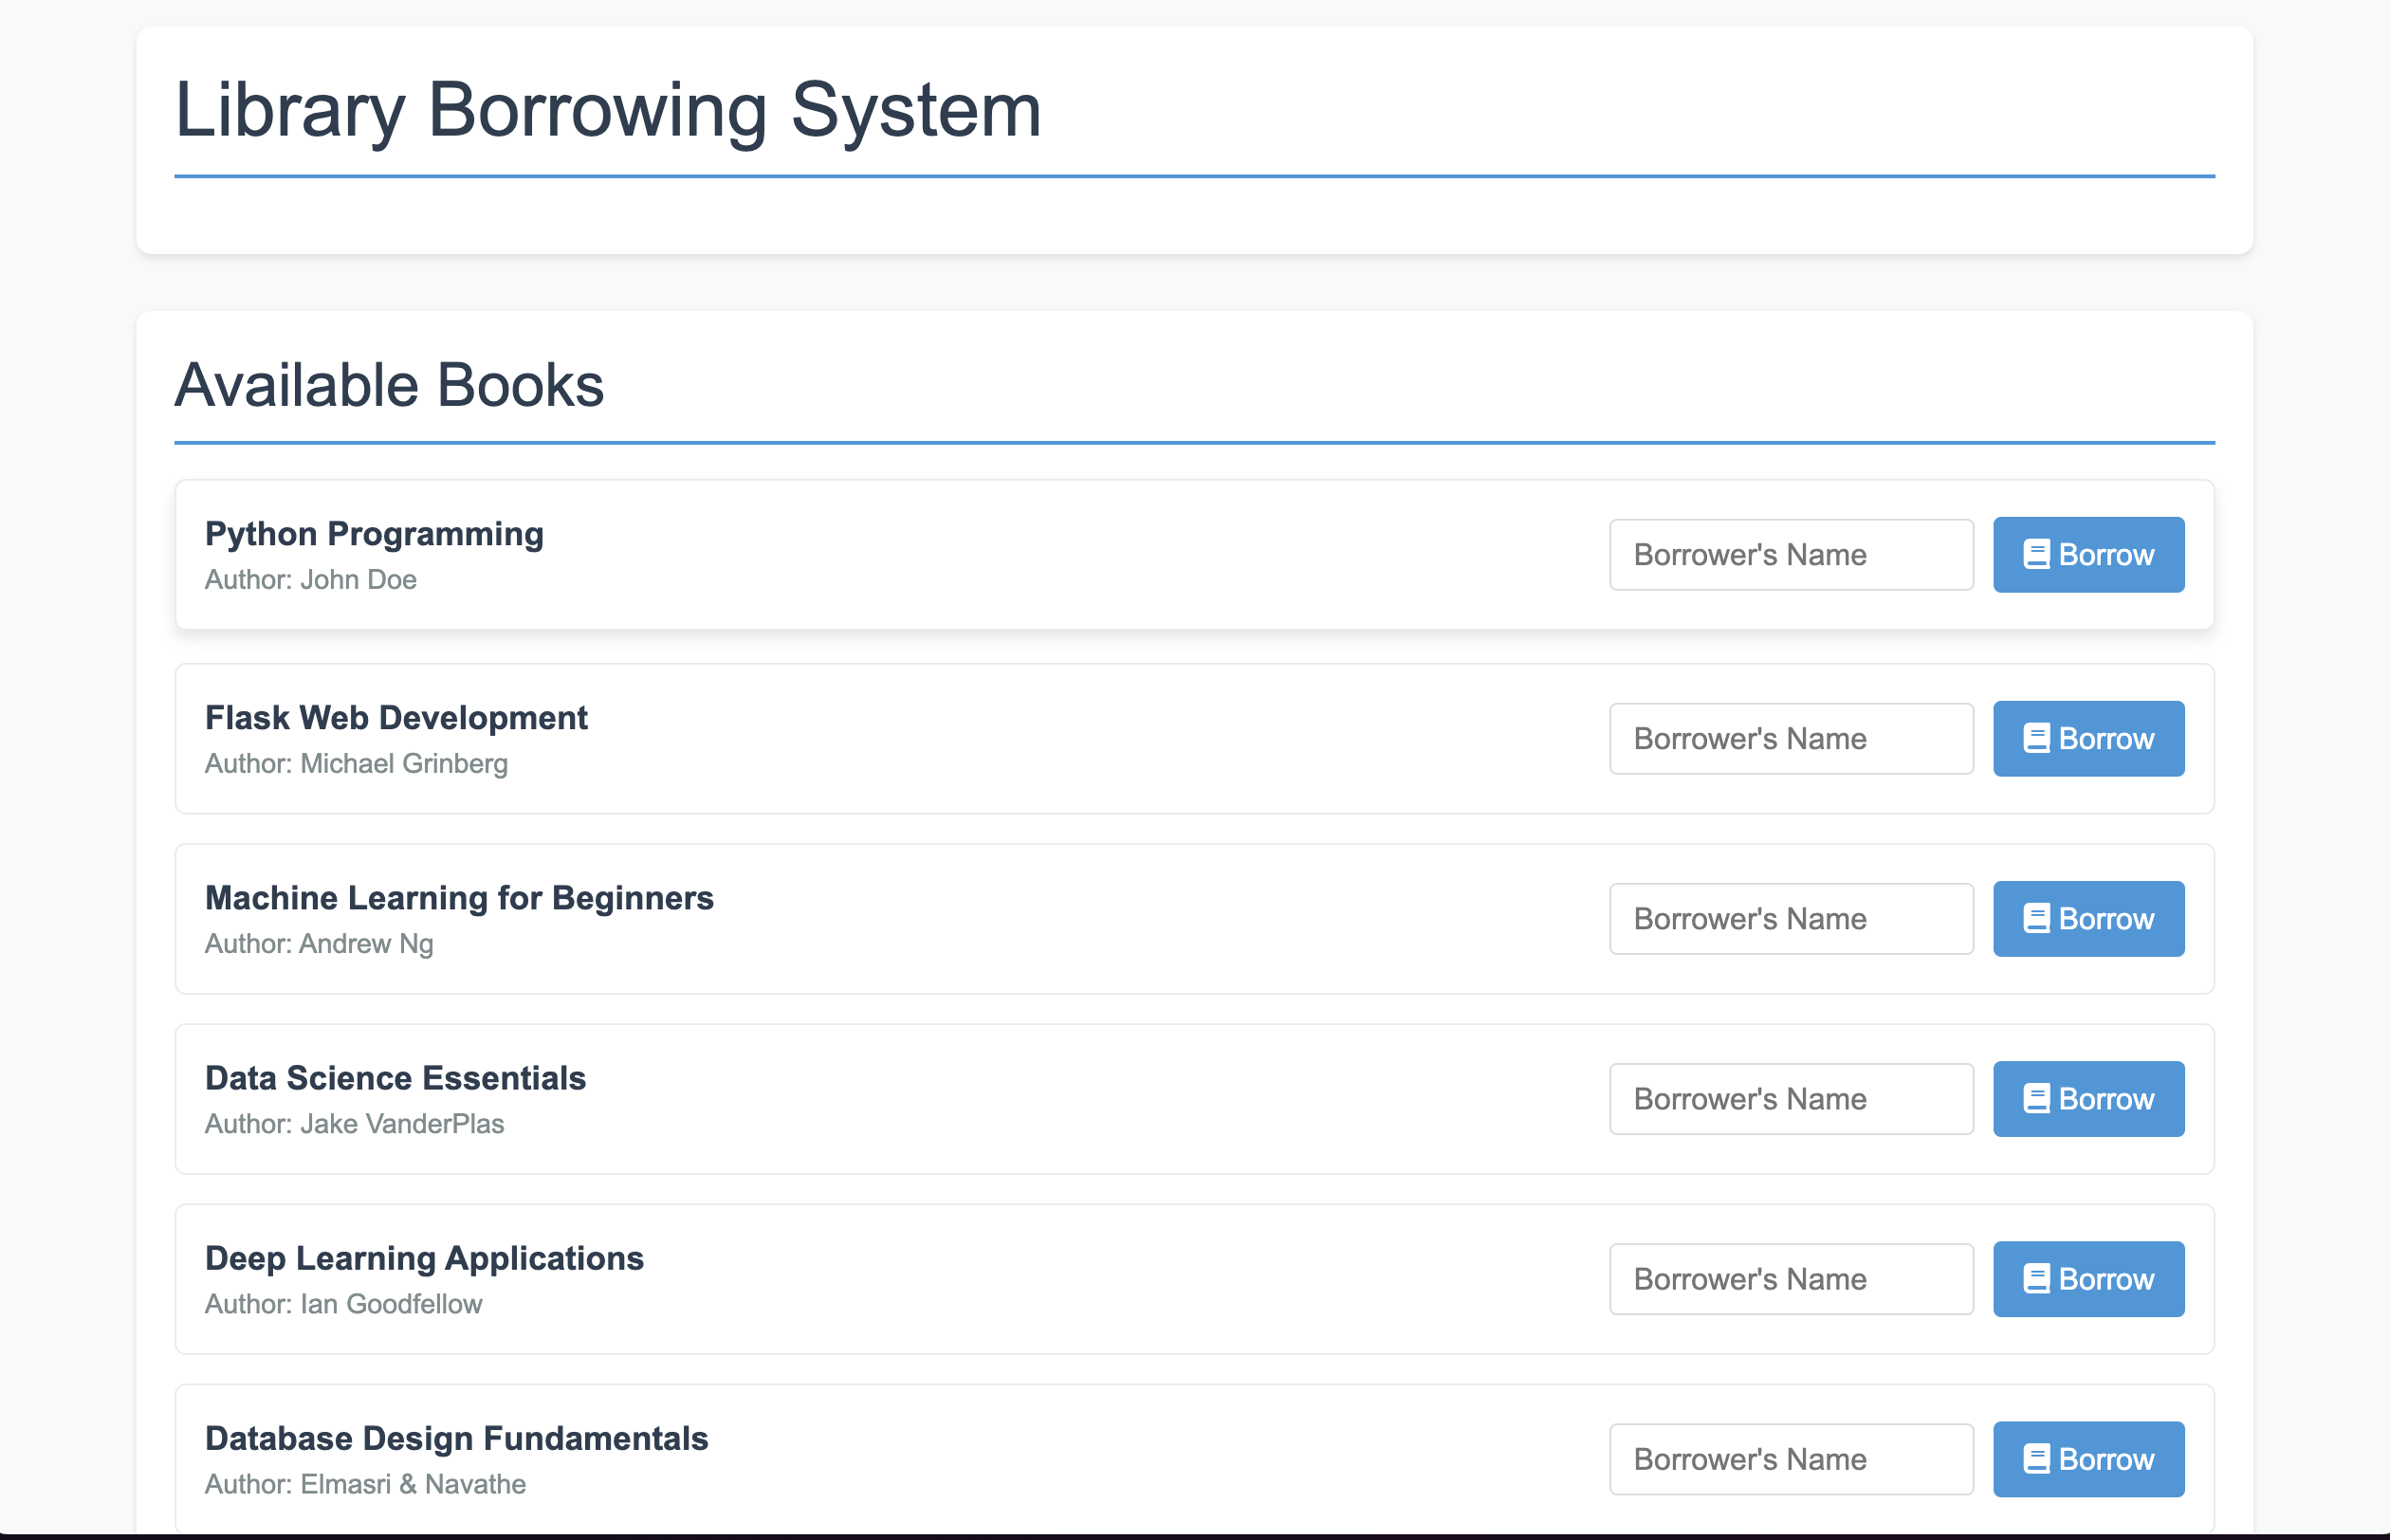 Library Borrowing System
Available Books
Python Programming
Author: John Doe
Borrower's Name
Borrow
Flask Web Development
Author: Michael Grinberg
Borrower's Name
Borrow
Machine Learning for Beginners
Author: Andrew Ng
Borrower's Name
Borrow
Data Science Essentials
Author: Jake VanderPlas
Borrower's Name
Borrow
Deep Learning Applications
Author: Ian Goodfellow
Borrower's Name
Borrow
Database Design Fundamentals
Author: Elmasri & Navathe
Borrower's Name
Borrow